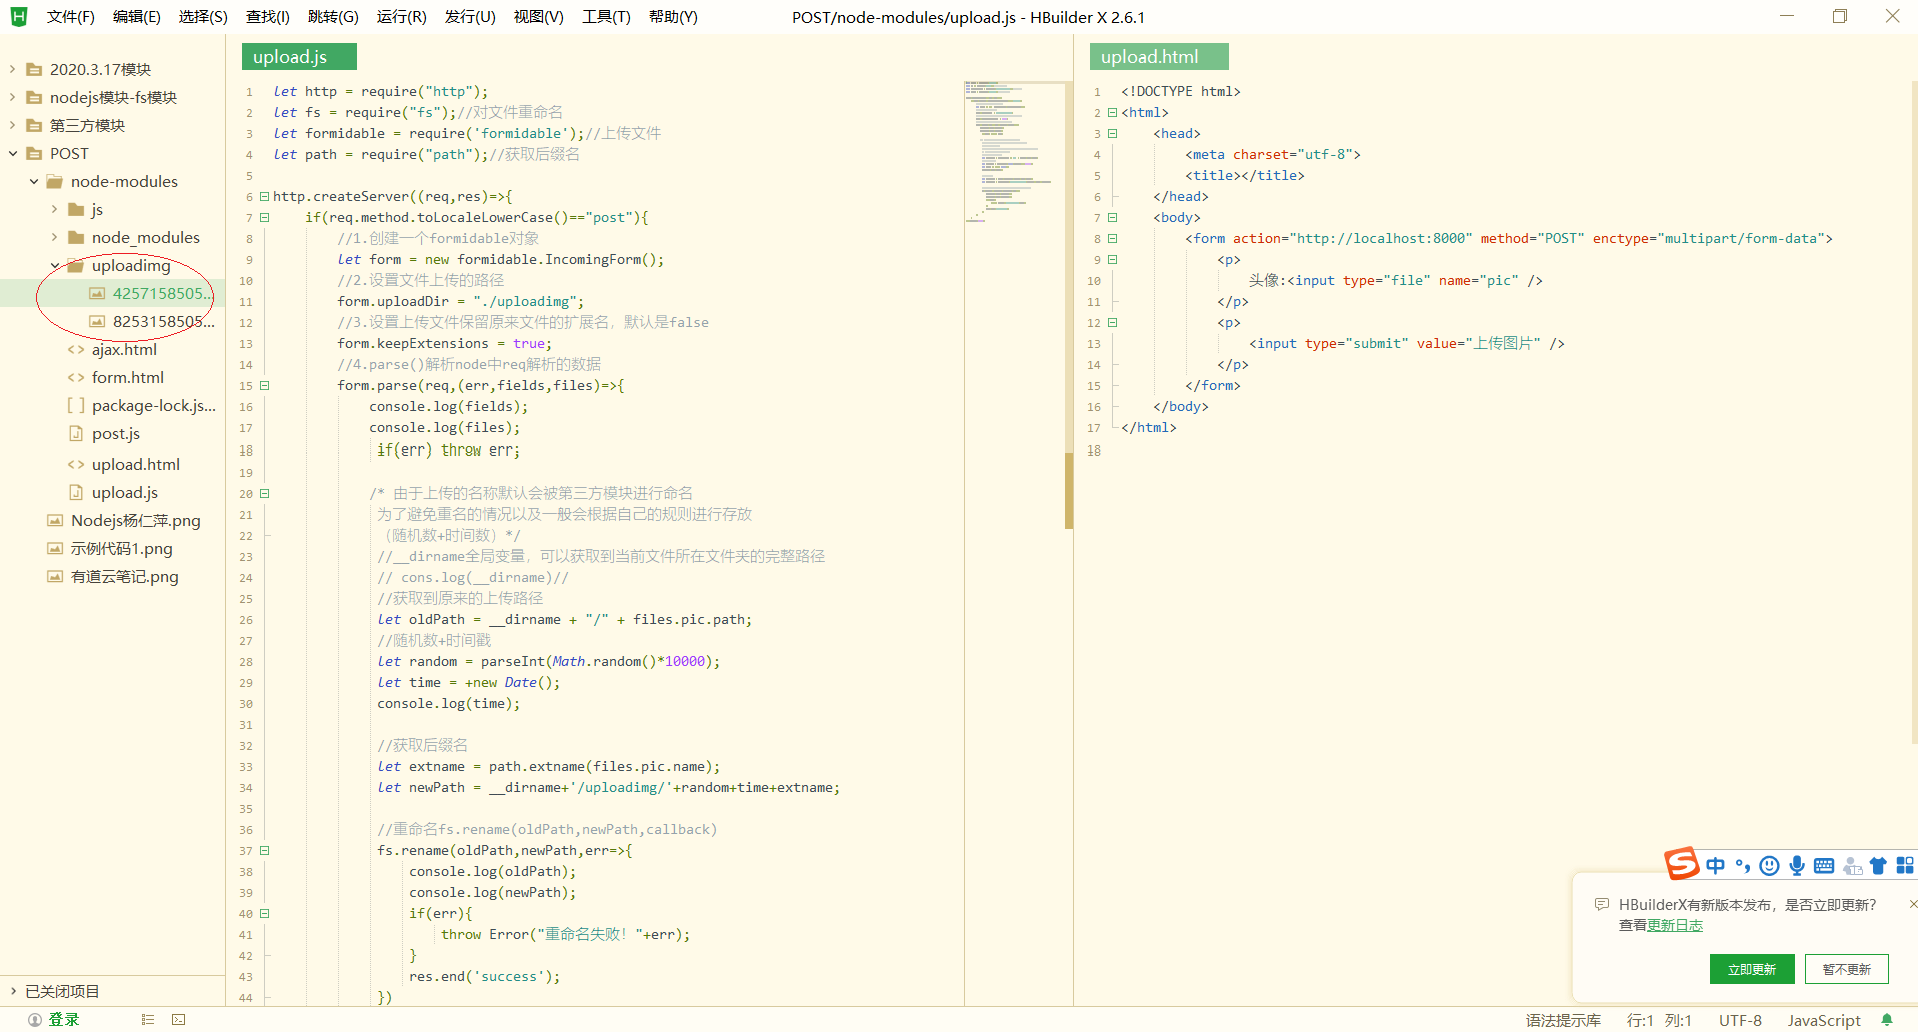 文件(F) 编辑(E) 选择(S) 查找(I) 跳转(G) 运行(R) 发行(U) 视图(V) 工具(T) 帮助(Y)
POST/node-modules/upload.js - HBuilder X 2.6.1
2020.3.17模块
nodejs模块-fs模块
第三方模块
POST
node-modules
js
node_modules
uploadimg
4257158505...
8253158505...
ajax.html
form.html
package-lock.js...
post.js
upload.html
upload.js
Nodejs杨仁萍.png
示例代码1.png
有道云笔记.png
已关闭项目
登录
upload.js
1 let http = require("http");
2 let fs = require("fs");//对文件重命名
3 let formidable = require('formidable');//上传文件
4 let path = require("path");//获取后缀名
5
6 http.createServer((req,res)=>{
7 if(req.method.toLocaleLowerCase()=="post"){
8 //1.创建一个formidable对象
9 let form = new formidable.IncomingForm();
10 //2.设置文件上传的路径
11 form.uploadDir = "./uploadimg";
12 //3.设置上传文件保留原来文件的扩展名，默认是false
13 form.keepExtensions = true;
14 //4.parse()解析node中req解析的数据
15 form.parse(req,(err,fields,files)=>{
16 console.log(fields);
17 console.log(files);
18 if(err) throw err;
19
20 /* 由于上传的名称默认会被第三方模块进行命名
21 为了避免重名的情况以及一般会根据自己的规则进行存放
22 （随机数+时间数）*/
23 //__dirname全局变量，可以获取到当前文件所在文件夹的完整路径
24 // cons.log(__dirname)//
25 //获取到原来的上传路径
26 let oldPath = __dirname + "/" + files.pic.path;
27 //随机数+时间戳
28 let random = parseInt(Math.random()*10000);
29 let time = +new Date();
30 console.log(time);
31
32 //获取后缀名
33 let extname = path.extname(files.pic.name);
34 let newPath = __dirname+'/uploadimg/'+random+time+extname;
35
36 //重命名fs.rename(oldPath,newPath,callback)
37 fs.rename(oldPath,newPath,err=>{
38 console.log(oldPath);
39 console.log(newPath);
40 if(err){
41 throw Error("重命名失败！"+err);
42 }
43 res.end('success');
44 })
upload.html
1 <!DOCTYPE html>
2 <html>
3 <head>
4 <meta charset="utf-8">
5 <title></title>
6 </head>
7 <body>
8 <form action="http://localhost:8000" method="POST" enctype="multipart/form-data">
9 <p>
10 头像:<input type="file" name="pic" />
11 </p>
12 <p>
13 <input type="submit" value="上传图片" />
14 </p>
15 </form>
16 </body>
17 </html>
18
中
HBuilderX有新版本发布，是否立即更新？
查看更新日志
立即更新 暂不更新
语法提示库 行:1 列:1 UTF-8 JavaScript